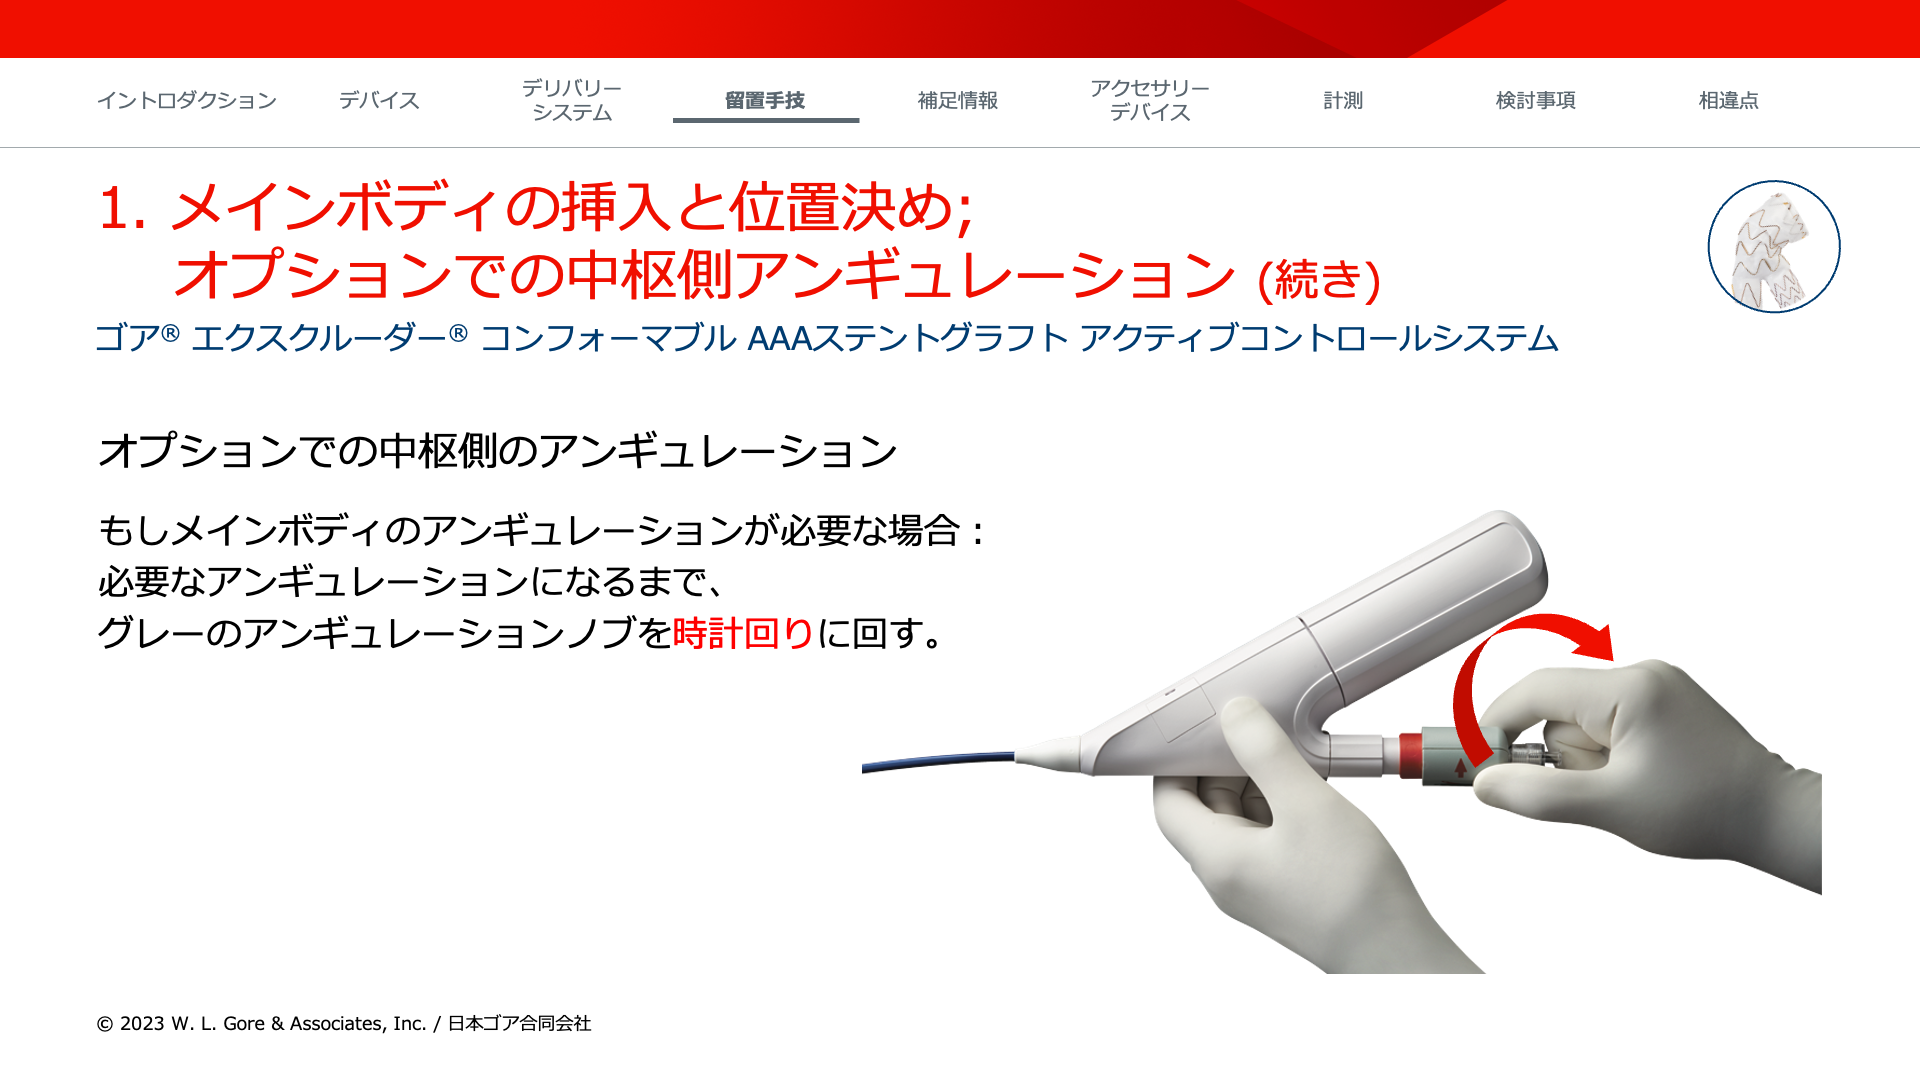 イントロダクション
デバイス
デリバリー
システム
留置手技
補足情報
アクセサリー
デバイス
計測
検討事項
相違点
1. メインボディの挿入と位置決め;
オプションでの中枢側アンギュレーション (続き)
ゴア® エクスクルーダー® コンフォーマブル AAAステントグラフト アクティブコントロールシステム
オプションでの中枢側のアンギュレーション
もしメインボディのアンギュレーションが必要な場合：
必要なアンギュレーションになるまで、
グレーのアンギュレーションノブを時計回りに回す。
© 2023 W. L. Gore & Associates, Inc. / 日本ゴア合同会社